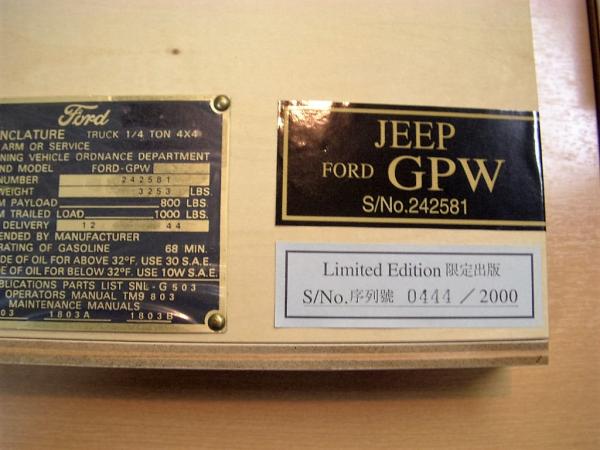 Ford
NCLATURE TRUCK 1/4 TON 4X4
ARM OR SERVICE
NING VEHICLE ORDNANCE DEPARTMENT
ND MODEL FORD-GPW
NUMBER 242581
WEIGHT 3253 LBS.
M PAYLOAD 800 LBS
M TRAILED LOAD 1000 LBS.
DELIVERY 12 44
ENDED BY MANUFACTURER
RATING OF GASOLINE 68 MIN.
DE OF OIL FOR ABOVE 32°F. USE 30 S.A.E.
E OF OIL FOR BELOW 32°F. USE 10W S.A.E.
UBLICATIONS PARTS LIST SNL-G 503
OPERATORS MANUAL TM9 803
MAINTENANCE MANUALS
03 1803A 1803B
JEEP
FORD GPW
S/No.242581
Limited Edition 限定出版
S/No.序列號 0444 / 2000